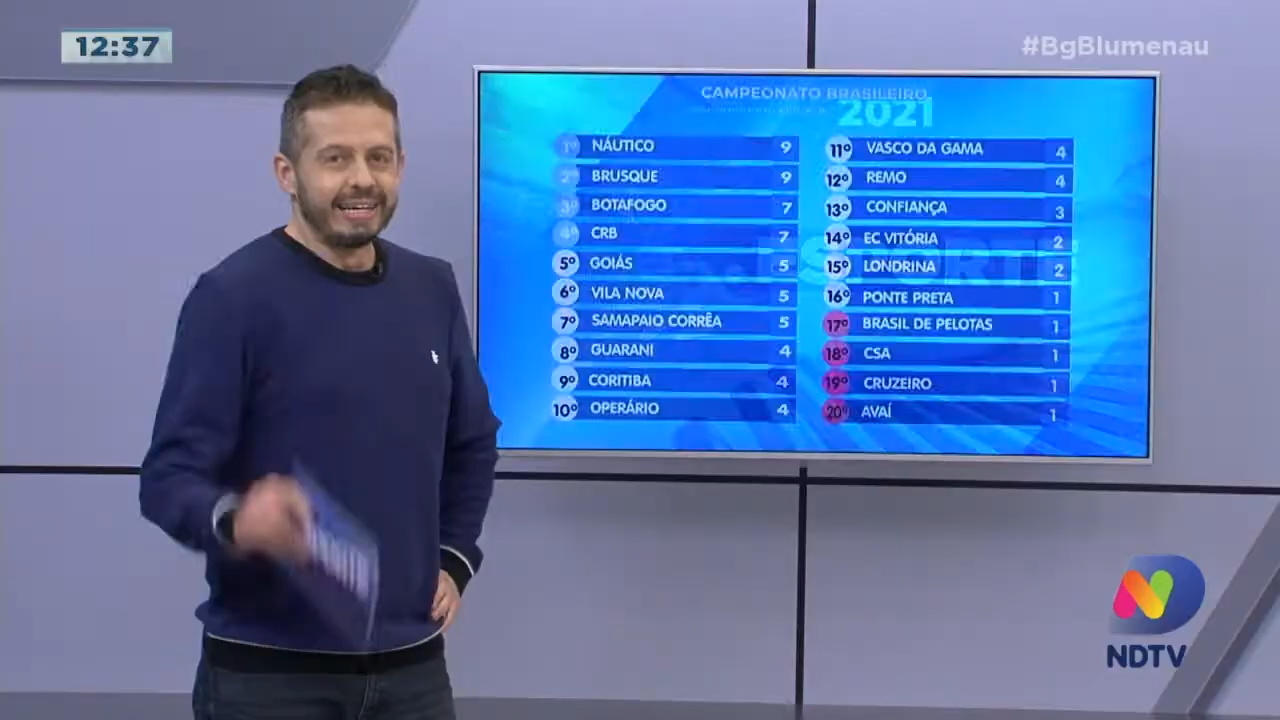 12:37
#BgBlumenau
CAMPEONATO BRASILEIRO
2021
1º NÁUTICO 9
2º BRUSQUE 9
3º BOTAFOGO 7
4º CRB 7
5º GOIÁS 5
6º VILA NOVA 5
7º SAMAPAIO CORRÊA 5
8º GUARANI 4
9º CORITIBA 4
10º OPERÁRIO 4
11º VASCO DA GAMA 4
12º REMO 4
13º CONFIANÇA 3
14º EC VITÓRIA 2
15º LONDRINA 2
16º PONTE PRETA 1
17º BRASIL DE PELOTAS 1
18º CSA 1
19º CRUZEIRO 1
20º AVAÍ 1
NDTV